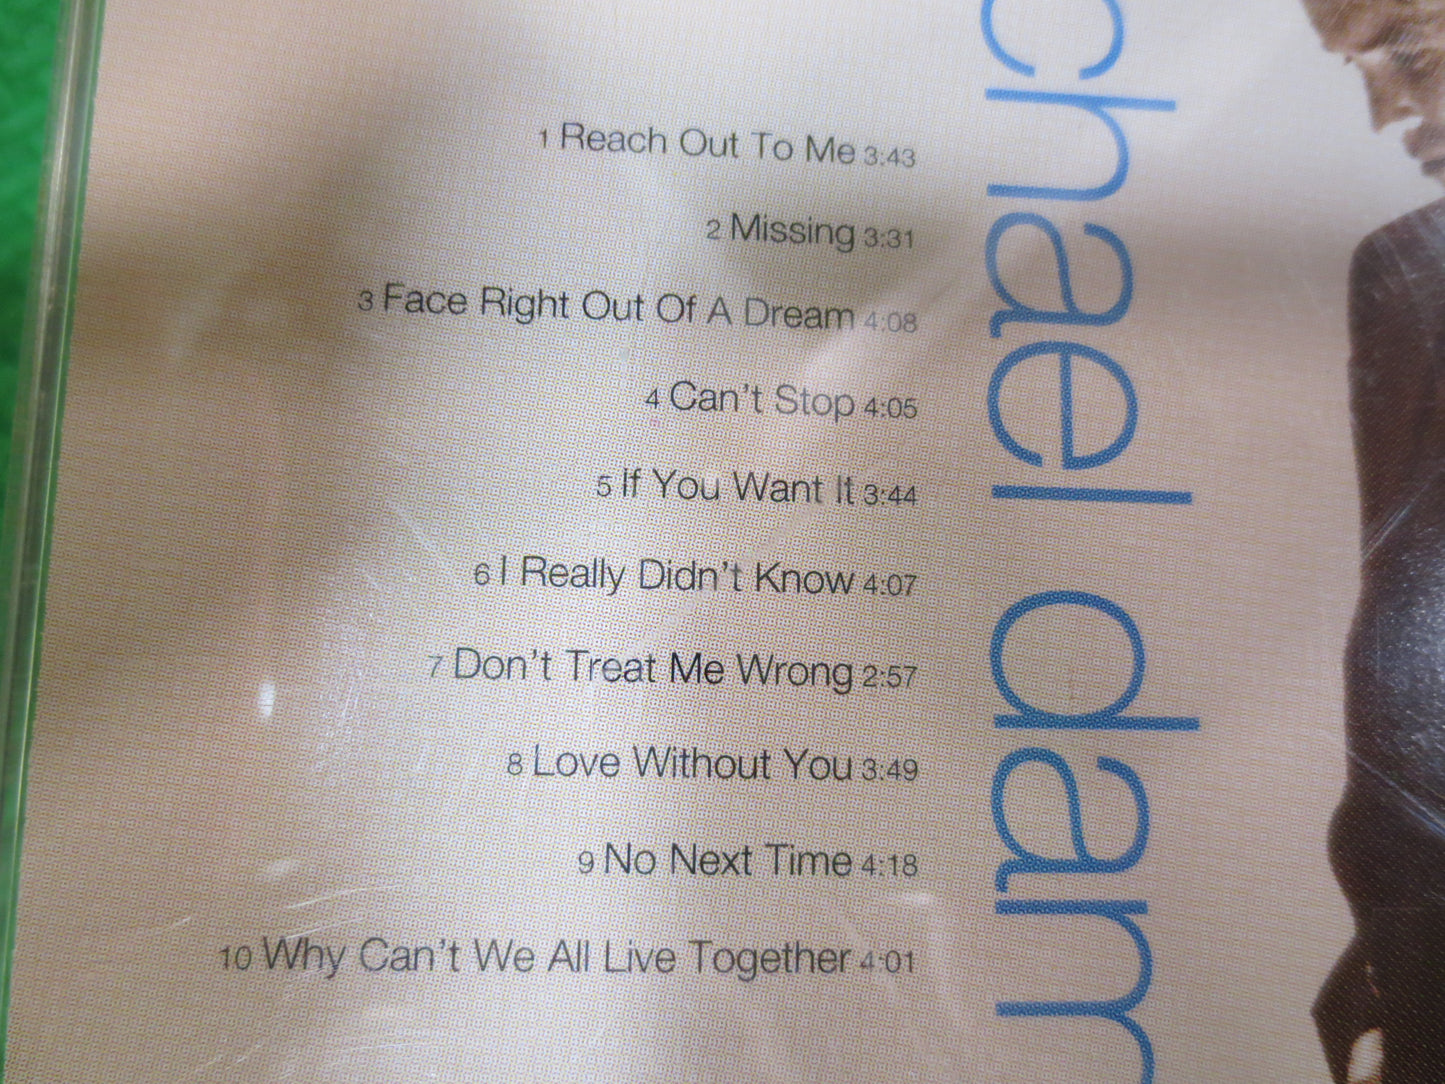 1 Reach Out To Me 3:43
2 Missing 3:31
3 Face Right Out Of A Dream 4:08
4 Can't Stop 4:05
5 If You Want It 3:44
6 I Really Didn't Know 4:07
7 Don't Treat Me Wrong 2:57
8 Love Without You 3:49
9 No Next Time 4:18
10 Why Can't We All Live Together 4:01
chael dam